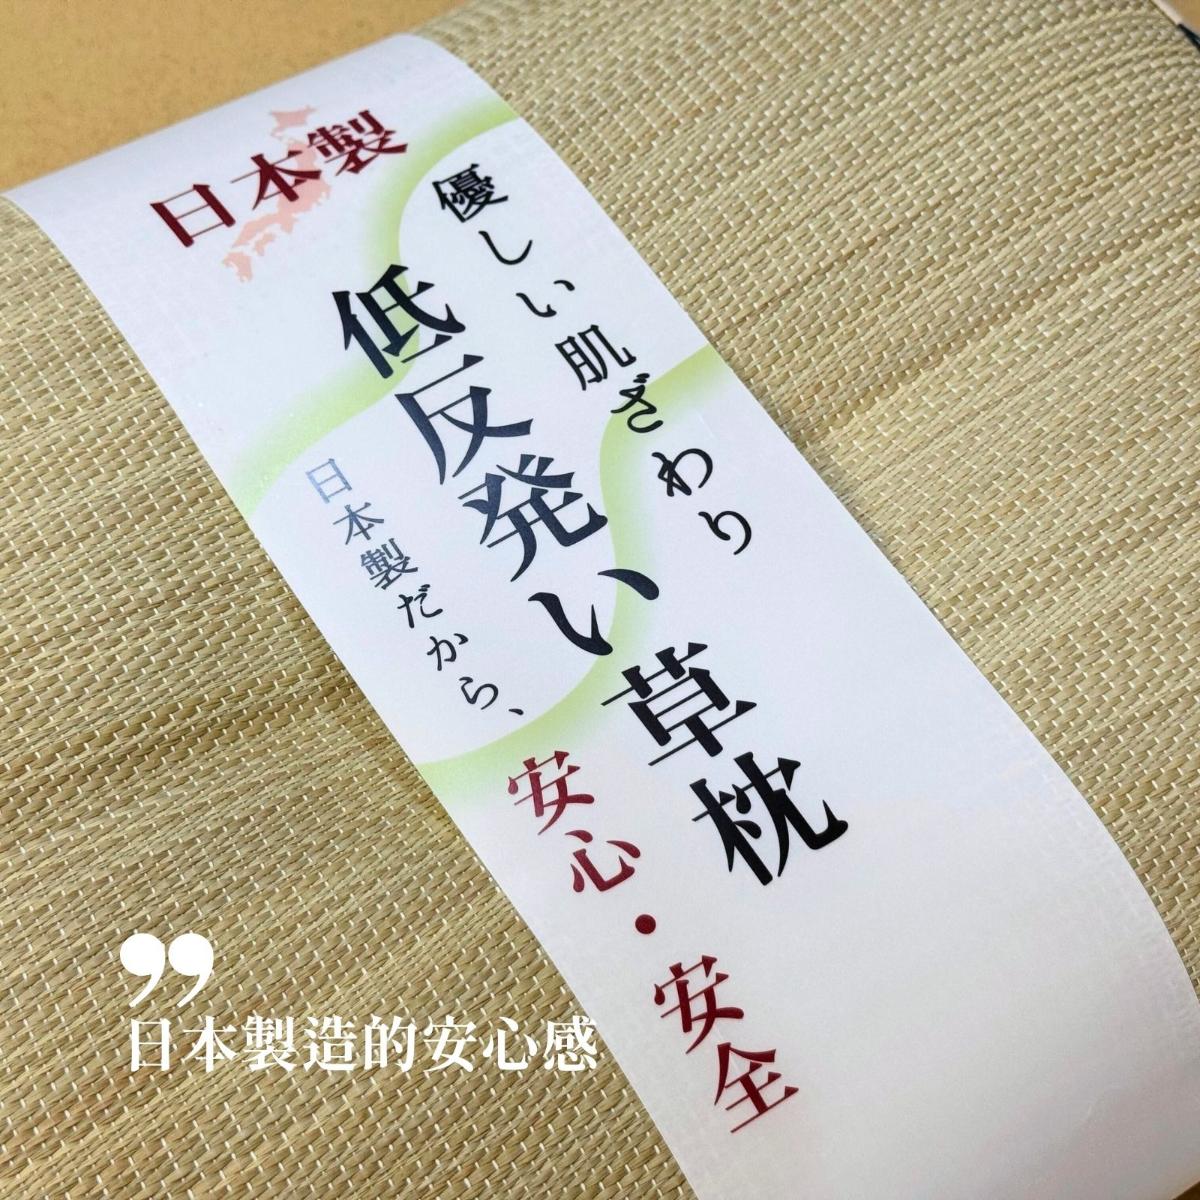 日本製
優しい肌ざわり
低反発い草枕
日本製だから、
安心・安全
”
日本製造的安心感